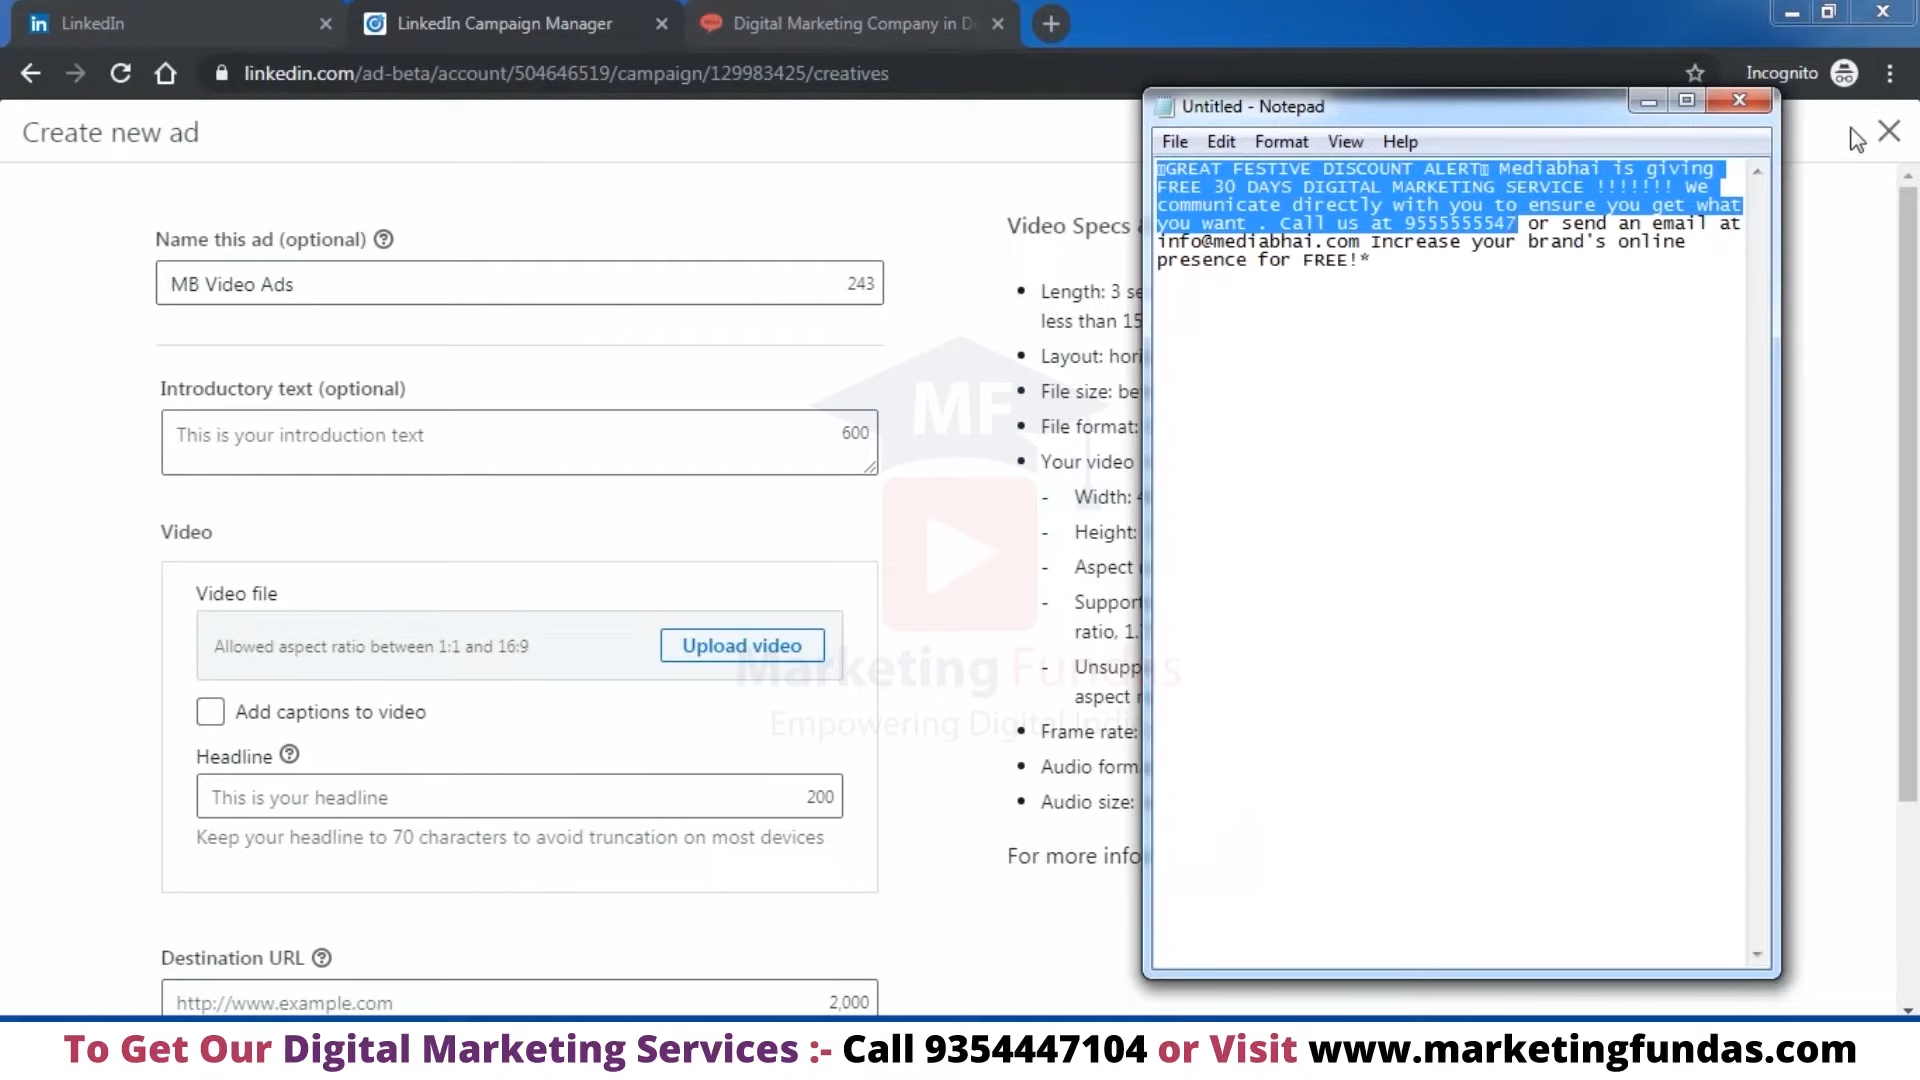 LinkedIn
LinkedIn Campaign Manager
Digital Marketing Company in D
linkedin.com/ad-beta/account/504646519/campaign/129983425/creatives
Incognito
Create new ad
Name this ad (optional)
MB Video Ads
243
Introductory text (optional)
This is your introduction text
600
Video
Video file
Allowed aspect ratio between 1:1 and 16:9
Upload video
Add captions to video
Headline
This is your headline
200
Keep your headline to 70 characters to avoid truncation on most devices
Destination URL
http://www.example.com
2,000
Video Specs
Length: 3
less than 15
Layout:
File size:
File format:
Your video
- Width:
- Height:
- Aspect
-
ratio, 1.
-
aspect
Frame rate:
Audio
Audio size:
For more
MF
Marketing Fundas
Empowering Digital
Untitled - Notepad
File Edit Format View Help
GREAT FESTIVE DISCOUNT ALERT Mediabhai is giving
FREE 30 DAYS DIGITAL MARKETING SERVICE !!!!!!! We
communicate directly with you to ensure you get what
you want . Call us at 9555555547 or send an email at
info@mediabhai.com Increase your brand's online
presence for FREE!*
To Get Our Digital Marketing Services :- Call 9354447104 or Visit www.marketingfundas.com